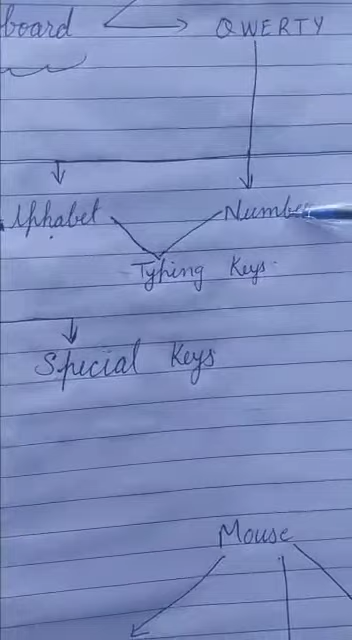 board QWERTY
Alphabet Number
Typing Keys
Special Keys
Mouse